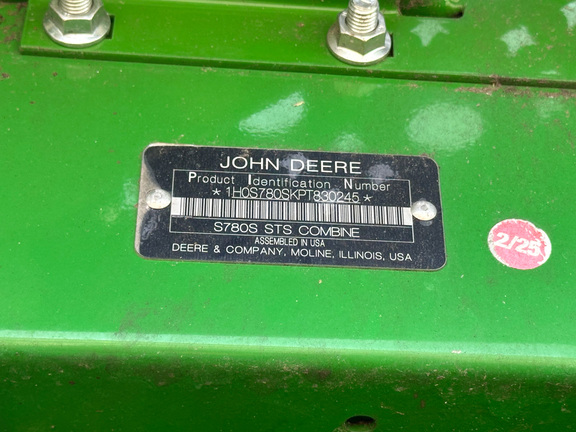 JOHN DEERE
Product Identification Number
*1H0S780SKPT830245*
S780S STS COMBINE
ASSEMBLED IN USA
DEERE & COMPANY, MOLINE, ILLINOIS, USA
2/25